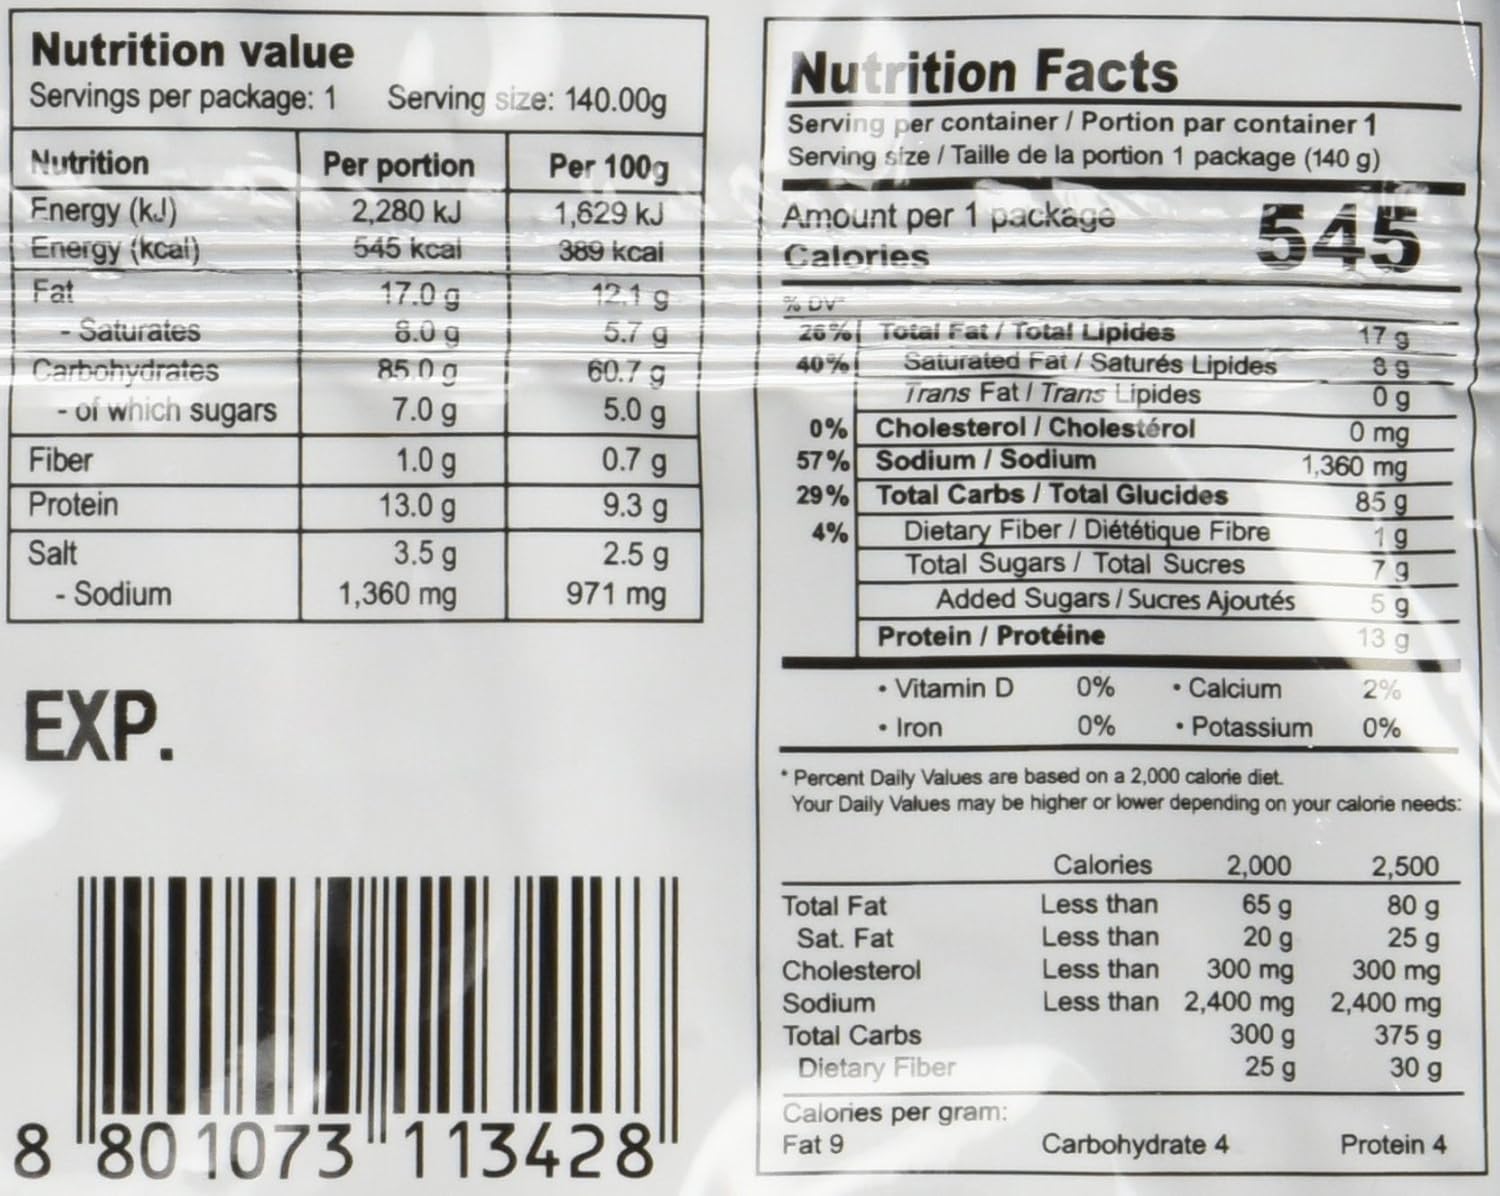 Nutrition value
Servings per package: 1 Serving size: 140.00g
Nutrition Per portion Per 100g
Energy (kJ) 2,280 kJ 1,629 kJ
Energy (kcal) 545 kcal 389 kcal
Fat 17.0 g 12.1 g
- Saturates 8.0 g 5.7 g
Carbohydrates 85.0 g 60.7 g
- of which sugars 7.0 g 5.0 g
Fiber 1.0 g 0.7 g
Protein 13.0 g 9.3 g
Salt 3.5 g 2.5 g
- Sodium 1,360 mg 971 mg
EXP.
8 801073 113428
Nutrition Facts
Serving per container / Portion par container 1
Serving size / Taille de la portion 1 package (140 g)
Amount per 1 package
Calories 545
% DV*
26% Total Fat / Total Lipides 17 g
40% Saturated Fat / Saturés Lipides 8 g
Trans Fat / Trans Lipides 0 g
0% Cholesterol / Cholestérol 0 mg
57% Sodium / Sodium 1,360 mg
29% Total Carbs / Total Glucides 85 g
4% Dietary Fiber / Diététique Fibre 1 g
Total Sugars / Total Sucres 7 g
Added Sugars / Sucres Ajoutés 5 g
Protein / Protéine 13 g
• Vitamin D 0% • Calcium 2%
• Iron 0% • Potassium 0%
* Percent Daily Values are based on a 2,000 calorie diet.
Your Daily Values may be higher or lower depending on your calorie needs:
Calories 2,000 2,500
Total Fat Less than 65 g 80 g
Sat. Fat Less than 20 g 25 g
Cholesterol Less than 300 mg 300 mg
Sodium Less than 2,400 mg 2,400 mg
Total Carbs 300 g 375 g
Dietary Fiber 25 g 30 g
Calories per gram:
Fat 9 Carbohydrate 4 Protein 4